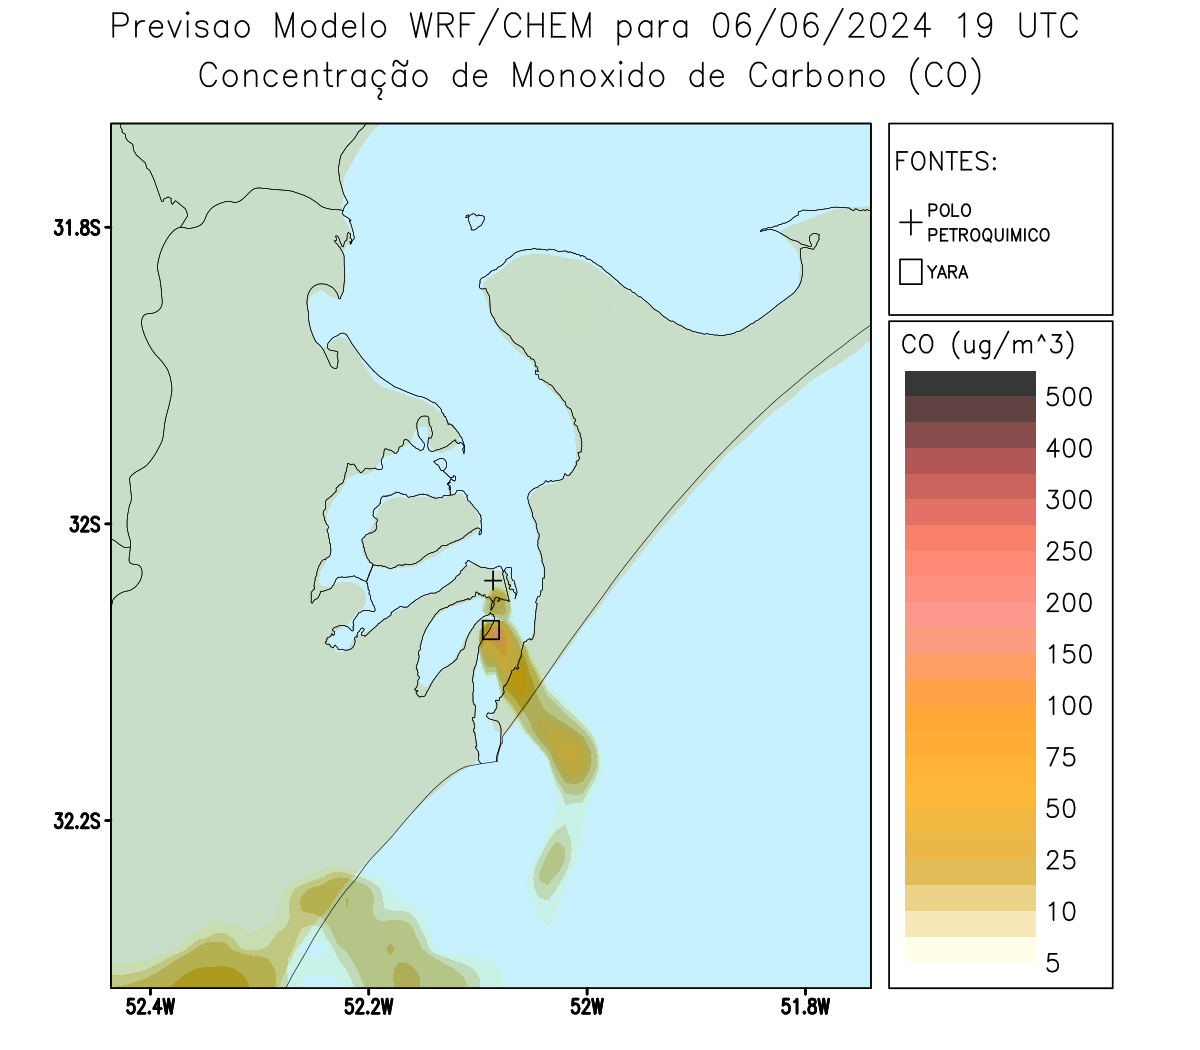 Previsao Modelo WRF/CHEM para 06/06/2024 19 UTC
Concentração de Monoxido de Carbono (CO)
FONTES:
POLO
PETROQUIMICO
YARA
CO (ug/m^3)
500
400
300
250
200
150
100
75
50
25
10
5
31.8S
32S
32.2S
52.4W
52.2W
52W
51.8W